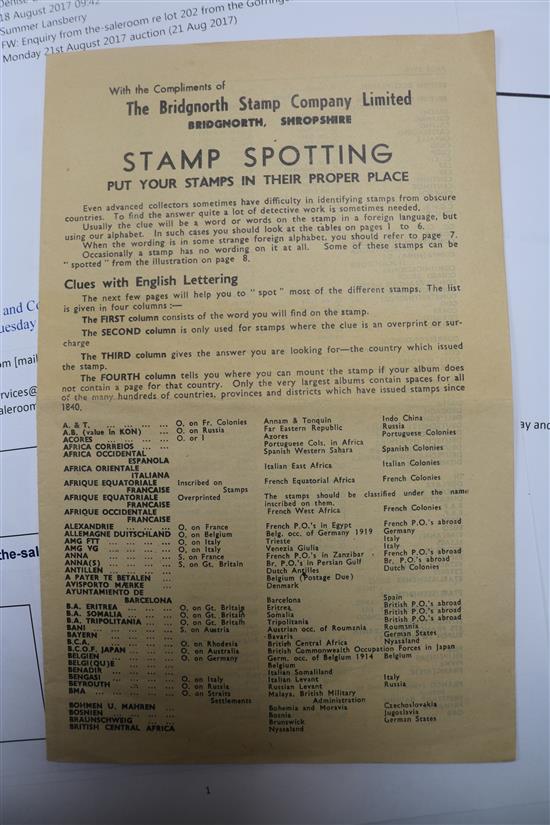 18 August 2017 09:42
Summer Lansberry
FW: Enquiry from the-saleroom re lot 202 from the Gorringe
Monday 21st August 2017 auction (21 Aug 2017)
With the Compliments of
The Bridgnorth Stamp Company Limited
BRIDGNORTH, SHROPSHIRE
STAMP SPOTTING
PUT YOUR STAMPS IN THEIR PROPER PLACE
Even advanced collectors sometimes have difficulty in identifying stamps from obscure
countries. To find the answer quite a lot of detective work is sometimes needed.
Usually the clue will be a word or words on the stamp in a foreign language, but
using our alphabet. In such cases you should look at the tables on pages 1 to 6.
When the wording is in some strange foreign alphabet, you should refer to page 7.
Occasionally a stamp has no wording on it at all. Some of these stamps can be
"spotted" from the illustration on page 8.
Clues with English Lettering
The next few pages will help you to "spot" most of the different stamps. The list
is given in four columns :—
The FIRST column consists of the word you will find on the stamp.
The SECOND column is only used for stamps where the clue is an overprint or sur-
charge
The THIRD column gives the answer you are looking for—the country which issued
the stamp.
The FOURTH column tells you where you can mount the stamp if your album does
not contain a page for that country. Only the very largest albums contain spaces for all
of the many hundreds of countries, provinces and districts which have issued stamps since
1840.
A. & T. ... ... ... ... O. on Fr. Colonies Annam & Tonquin Indo China
A.B. (value in KON) ... O. on Russia Far Eastern Republic Russia
ACORES ... ... ... ... O. or I Azores Portuguese Colonies
AFRICA CORREIOS ... ... Portuguese Cols. in Africa
AFRICA OCCIDENTAL Spanish Western Sahara Spanish Colonies
ESPANOLA
AFRICA ORIENTALE Italian East Africa Italian Colonies
ITALIANA
AFRIQUE EQUATORIALE Inscribed on French Equatorial Africa French Colonies
FRANCAISE Stamps
AFRIQUE EQUATORIALE Overprinted The stamps should be classified under the name
FRANCAISE inscribed on them.
AFRIQUE OCCIDENTALE French West Africa French Colonies
FRANCAISE
ALEXANDRIE ... ... ... O. on France French P.O.'s in Egypt French P.O.'s abroad
ALLEMAGNE DUITSCHLAND O. on Belgium Belg. occ. of Germany 1919 Germany
AMG FTT ... ... ... ... O. on Italy Trieste Italy
AMG VG ... ... ... ... O. on Italy Venezia Giulia Italy
ANNA ... ... ... ... S. on France French P.O.'s in Zanzibar French P.O.'s abroad
ANNA(S) ... ... ... ... S. on Gt. Britain Br. P.O.'s in Persian Gulf Br. P.O.'s abroad
ANTILLEN ... ... ... Dutch Antilles Dutch Colonies
A PAYER TE BETALEN ... Belgium (Postage Due)
AVISPORTO MÆRKE ... Denmark
AYUNTAMIENTO DE
BARCELONA Barcelona Spain
B.A. ERITREA ... ... ... O. on Gt. Britain Eritrea British P.O.'s abroad
B.A. SOMALIA ... ... ... O. on Gt. Britain Somalia British P.O.'s abroad
B.A. TRIPOLITANIA ... ... O. on Gt. Britain Tripolitania British P.O.'s abroad
BANI ... ... ... ... S. on Austria Austrian occ. of Roumania Roumania
BAYERN ... ... ... ... Bavaria German States
B.C.A. ... ... ... ... O. on Rhodesia British Central Africa Nyasaland
B.C.O.F. JAPAN ... ... O. on Australia British Commonwealth Occupation Forces in Japan
BELGIEN ... ... ... ... O. on Germany Germ. occ. of Belgium 1914 Belgium
BELGI(QU)E ... ... ... Belgium
BENADIR ... ... ... ... Italian Somaliland
BENGASI ... ... ... ... O. on Italy Italian Levant Italy
BEYROUTH ... ... ... O. on Russia Russian Levant Russia
BMA ... ... ... ... O. on Straits Malaya, British Military
Settlements Administration
BOHMEN U. MAHREN ... Bohemia and Moravia Czechoslovakia
BOSNIEN ... ... ... Bosnia Jugoslavia
BRAUNSCHWEIG ... ... Brunswick German States
BRITISH CENTRAL AFRICA Nyasaland
and Co
uesday
om [mail
rvices@
aleroom
ay and
the-sal
1